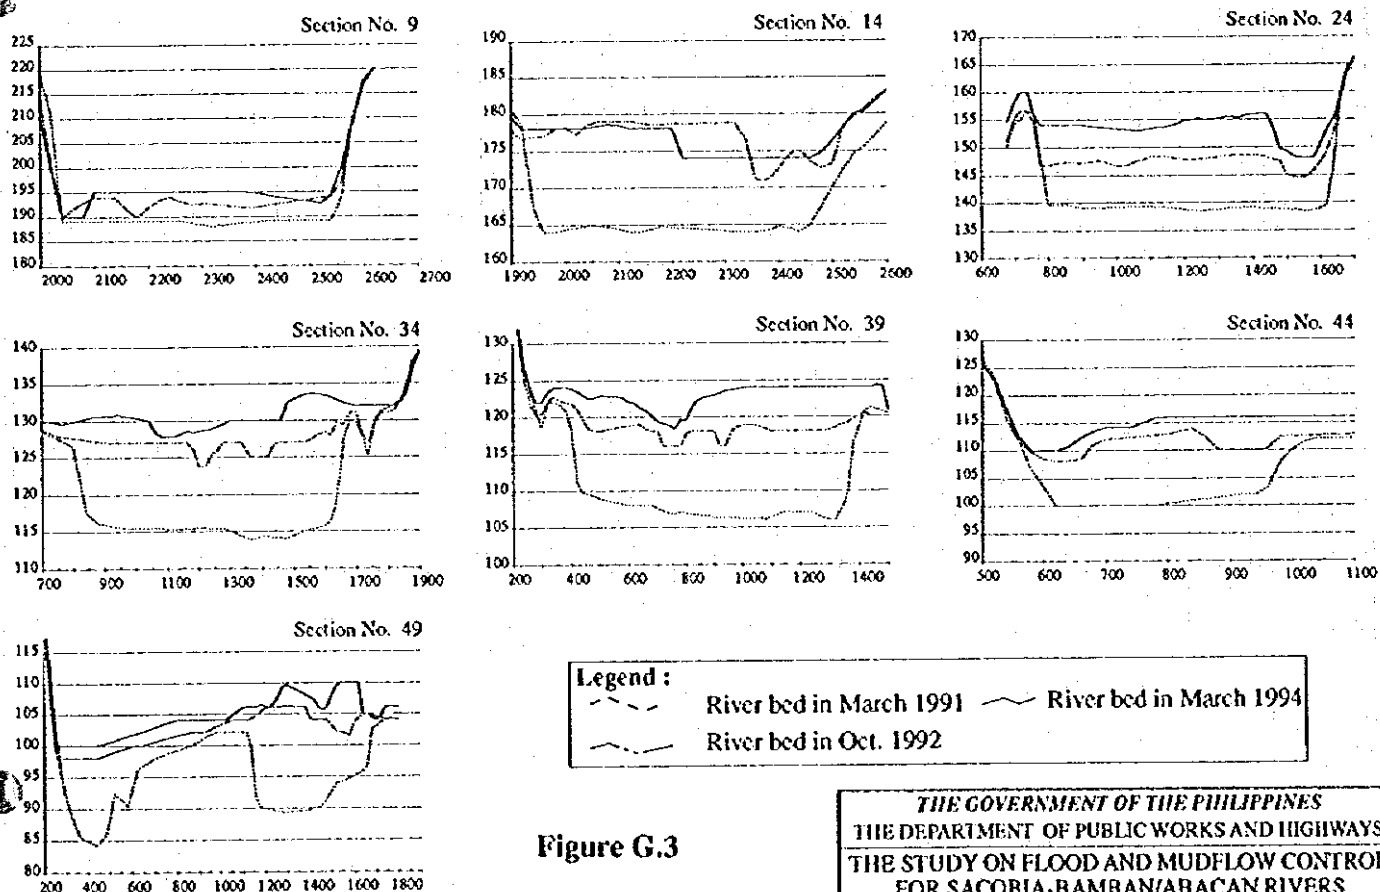 Section No. 9
225
220
215
210
205
200
195
190
185
180
2000 2100 2200 2300 2500 2600 2700
Section No. 14
190
185
180
175
170
165
160
1900 2000 2100 2200 2300 2500 2600
Section No. 24
170
165
160
155
150
145
140
135
130
600 800 1000 1200 1400 1600
Section No. 34
140
135
130
125
120
115
110
700 900 1100 1300 1500 1700 1900
Section No. 39
130
125
120
115
110
105
100
200 400 600 800 1000 1200 1400
Section No. 44
130
125
120
115
110
105
100
95
90
500 600 700 800 900 1000 1100
Section No. 49
115
110
105
100
95
90
85
80
200 400 600 800 1000 1200 1400 1600 1800
Legend :
River bed in March 1991 River bed in March 1994
River bed in Oct. 1992
Figure G.3
THE GOVERNMENT OF THE PHILIPPINES
THE DEPARTMENT OF PUBLIC WORKS AND HIGHWAYS
THE STUDY ON FLOOD AND MUDFLOW CONTROL
FOR SACOBIA-BAMBAN/ABACAN RIVERS